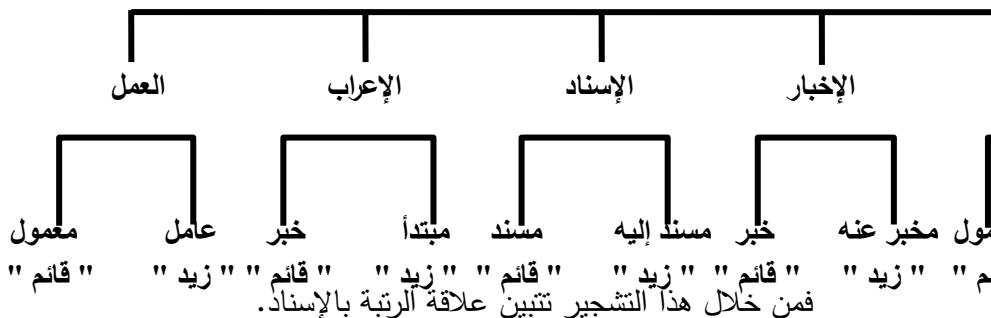 الإخبار الإسناد الإعراب العمل
مخبر عنه خبر مسند إليه مسند مبتدأ خبر عامل معمول
" زيد " " قائم " " زيد " " قائم " " زيد " " قائم " " زيد " " قائم "
فمن خلال هذا التشجير تتبين علاقة الرتبة بالإسناد.